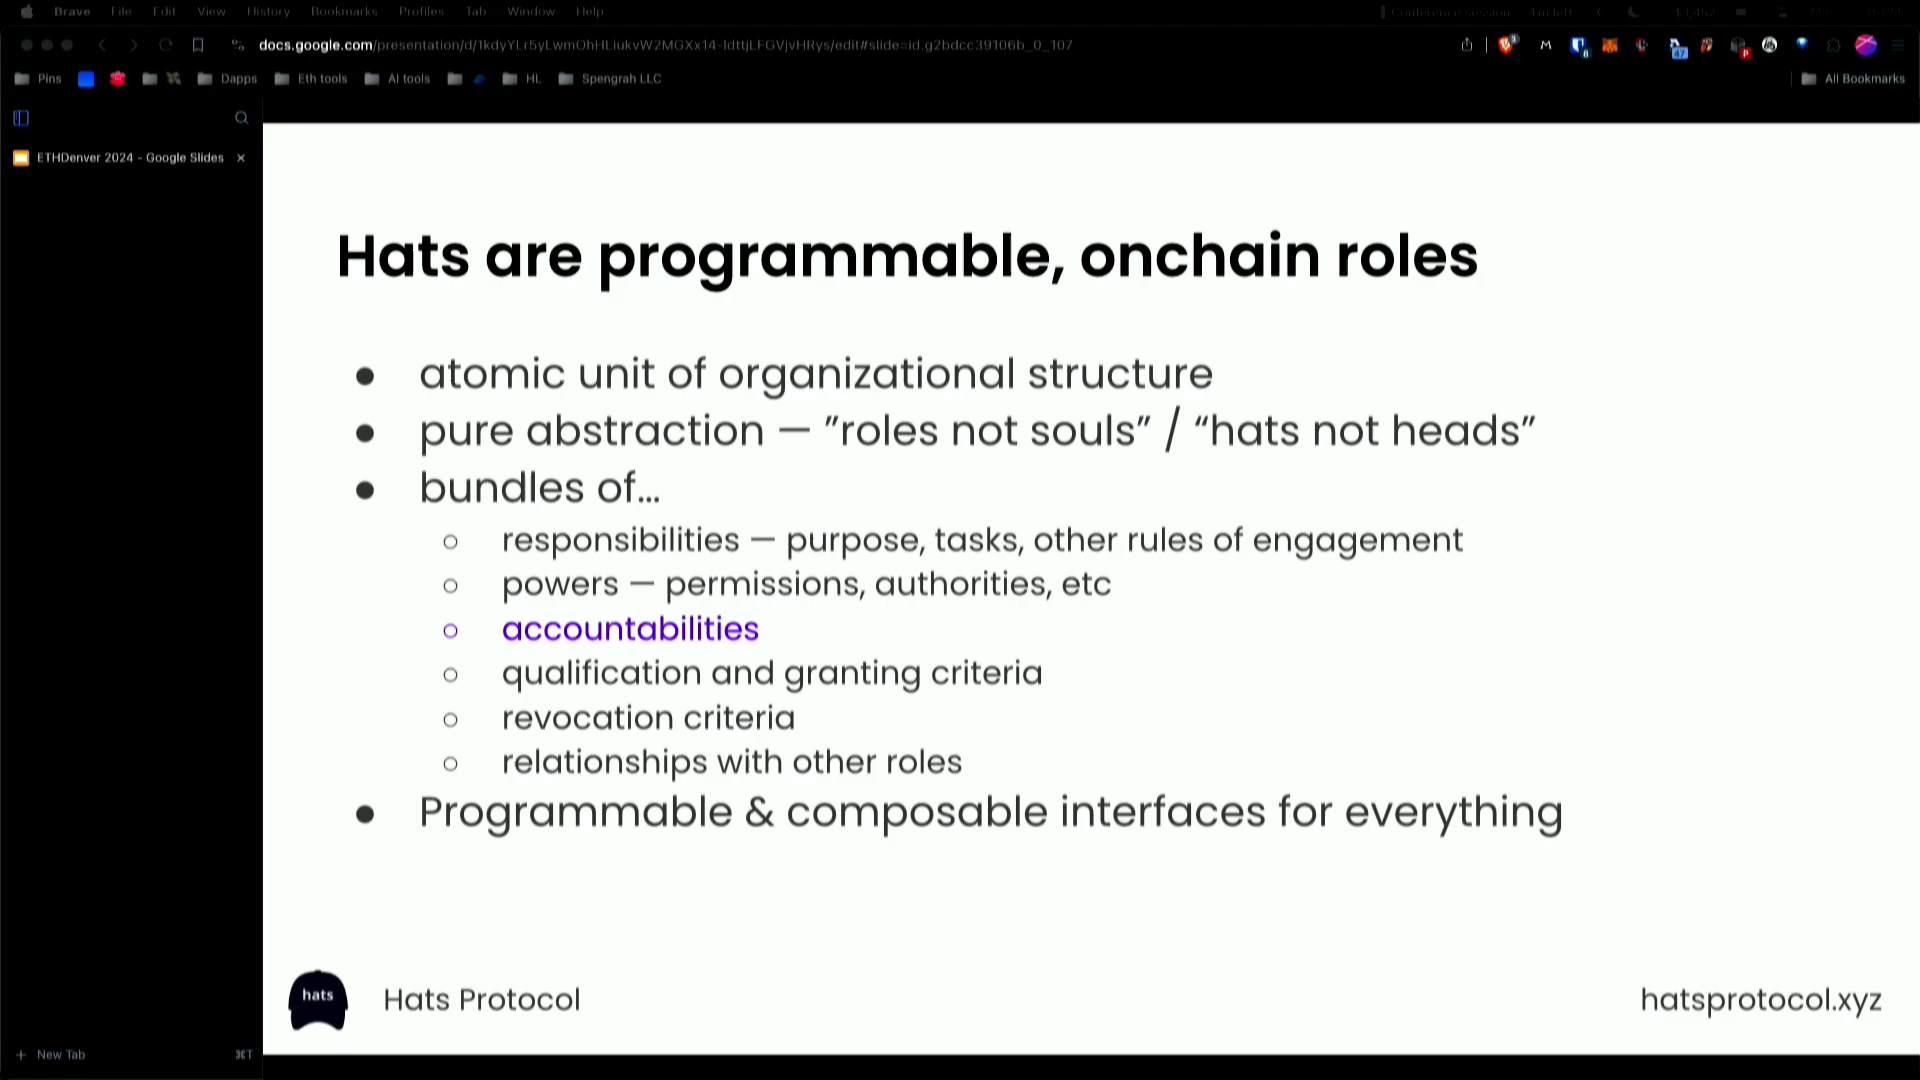 Brave File Edit View History Bookmarks Profiles Tab Window Help
Conference session 4m left
docs.google.com/presentation/d/1kdyYLr5yLwmOhHLiukvW2MGXx14-IdttjLFGVjvHRys/edit#slide=id.g2bdcc39106b_0_107
Pins Dapps Eth tools AI tools HL Spengrah LLC All Bookmarks
ETHDenver 2024 - Google Slides
Hats are programmable, onchain roles
● atomic unit of organizational structure
● pure abstraction — ”roles not souls” / “hats not heads”
● bundles of…
○ responsibilities — purpose, tasks, other rules of engagement
○ powers — permissions, authorities, etc
○ accountabilities
○ qualification and granting criteria
○ revocation criteria
○ relationships with other roles
● Programmable & composable interfaces for everything
hats
Hats Protocol
hatsprotocol.xyz
+ New Tab ⌘T